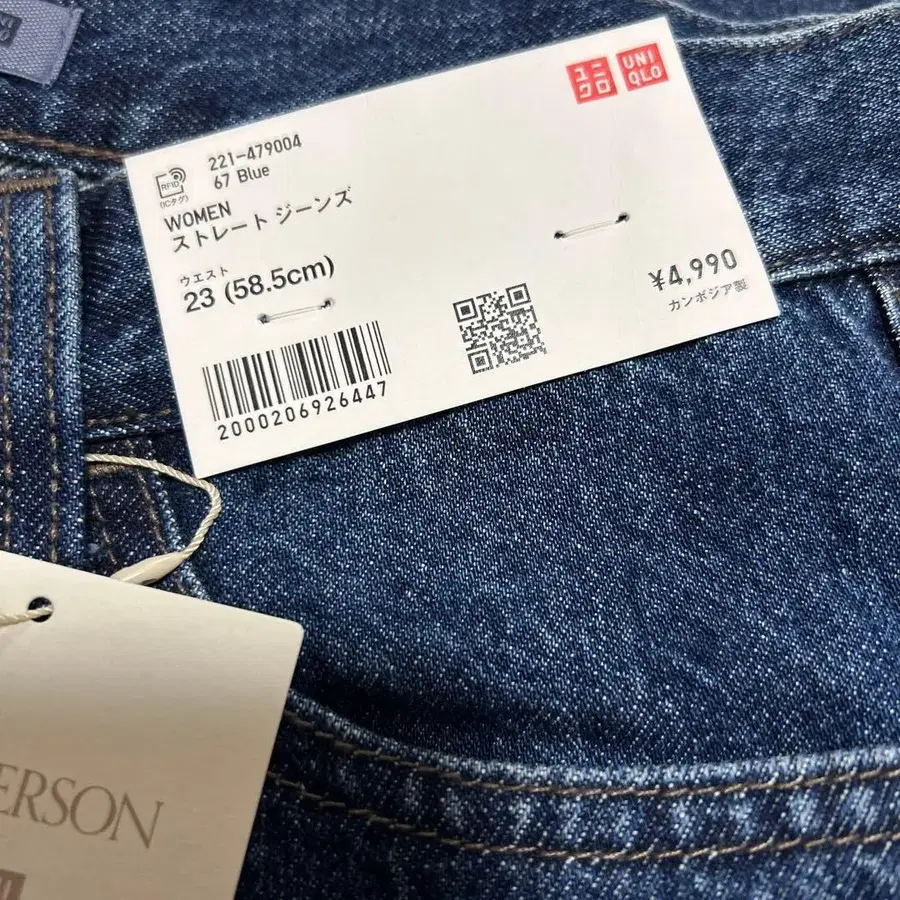 ユニ
クロ
UNI
QLO
RFID
(ICタグ)
221-479004
67 Blue
WOMEN
ストレート ジーンズ
ウエスト
23 (58.5cm)
¥4,990
カンボジア製
2000206926447
ERSON